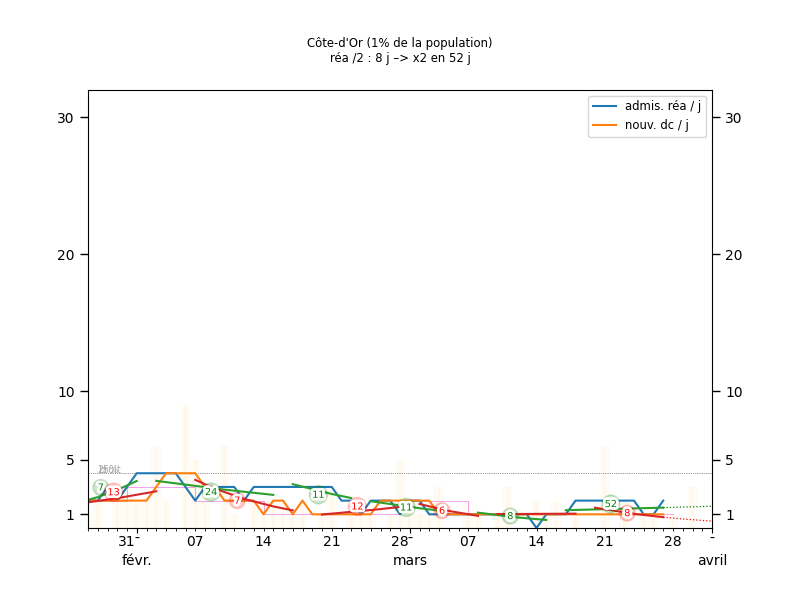 Côte-d'Or (1% de la population)
réa /2 : 8 j –> x2 en 52 j
admis. réa / j
nouv. dc / j
30 30
20 20
10 10
5 5
1 1
7 13 24 7 11 12 11 6 8 52 8
31 07 14 21 28 07 14 21 28
févr. mars avril